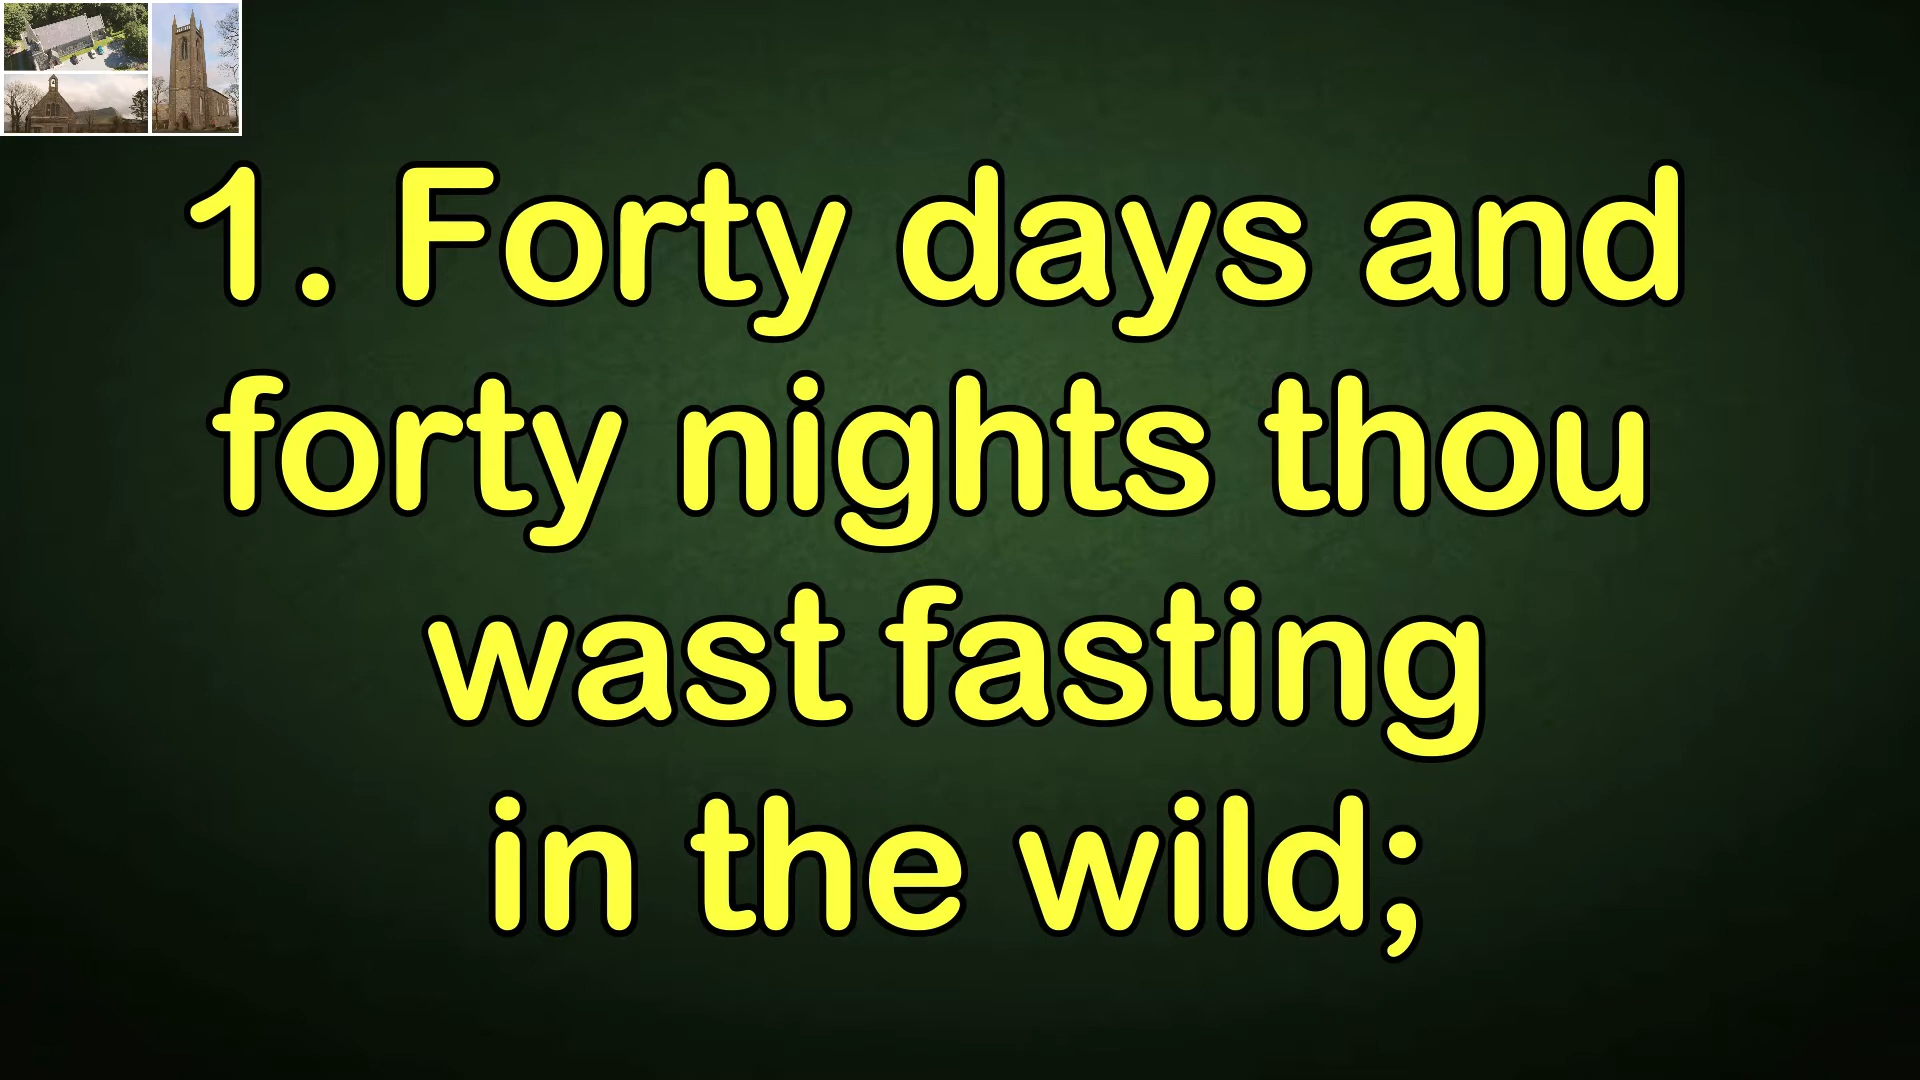 1. Forty days and
forty nights thou
wast fasting
in the wild;